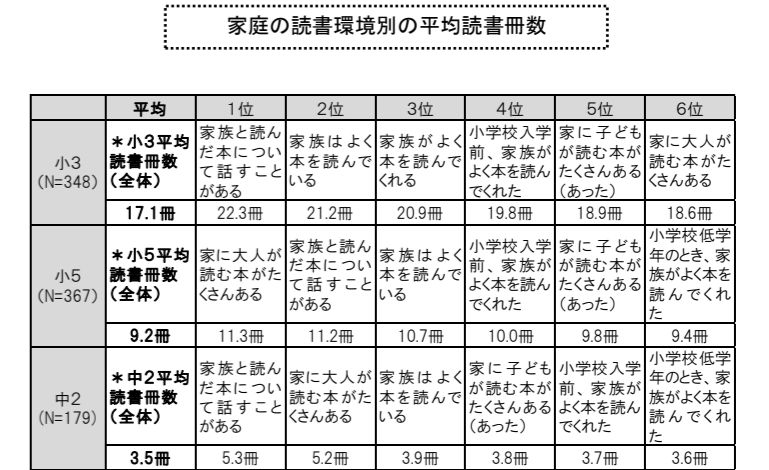 家庭の読書環境別の平均読書冊数
平均
1位
2位
3位
4位
5位
6位
小3
(N=348)
＊小3平均
読書冊数
(全体)
家族と読ん
だ本につい
て話すこと
がある
家族はよく
本を読んで
いる
家族がよく
本を読んで
くれる
小学校入学
前、家族が
よく本を読ん
でくれた
家に子ども
が読む本が
たくさんある
(あった)
家に大人が
読む本がた
くさんある
17.1冊
22.3冊
21.2冊
20.9冊
19.8冊
18.9冊
18.6冊
小5
(N=367)
＊小5平均
読書冊数
(全体)
家に大人が
読む本がた
くさんある
家族と読ん
だ本につい
て話すこと
がある
家族はよく
本を読んで
いる
小学校入学
前、家族が
よく本を読ん
でくれた
家に子ども
が読む本が
たくさんある
(あった)
小学校低学
年のとき、家
族がよく本を
読んでくれ
た
9.2冊
11.3冊
11.2冊
10.7冊
10.0冊
9.8冊
9.4冊
中2
(N=179)
＊中2平均
読書冊数
(全体)
家族と読ん
だ本につい
て話すこと
がある
家に大人が
読む本がた
くさんある
家族はよく
本を読んで
いる
家に子ども
が読む本が
たくさんある
(あった)
小学校入学
前、家族が
よく本を読ん
でくれた
小学校低学
年のとき、家
族がよく本を
読んでくれ
た
3.5冊
5.3冊
5.2冊
3.9冊
3.8冊
3.7冊
3.6冊